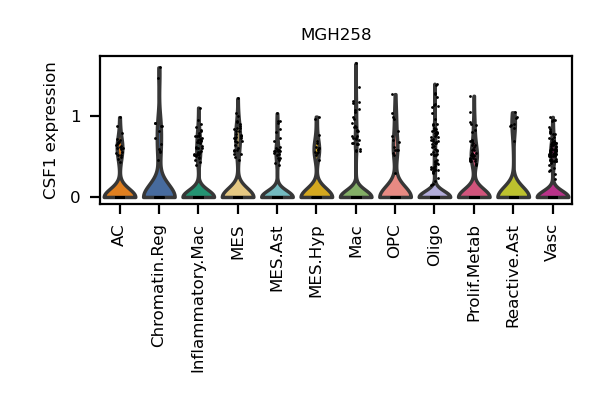 MGH258
CSF1 expression
1
0
AC
Chromatin.Reg
Inflammatory.Mac
MES
MES.Ast
MES.Hyp
Mac
OPC
Oligo
Prolif.Metab
Reactive.Ast
Vasc